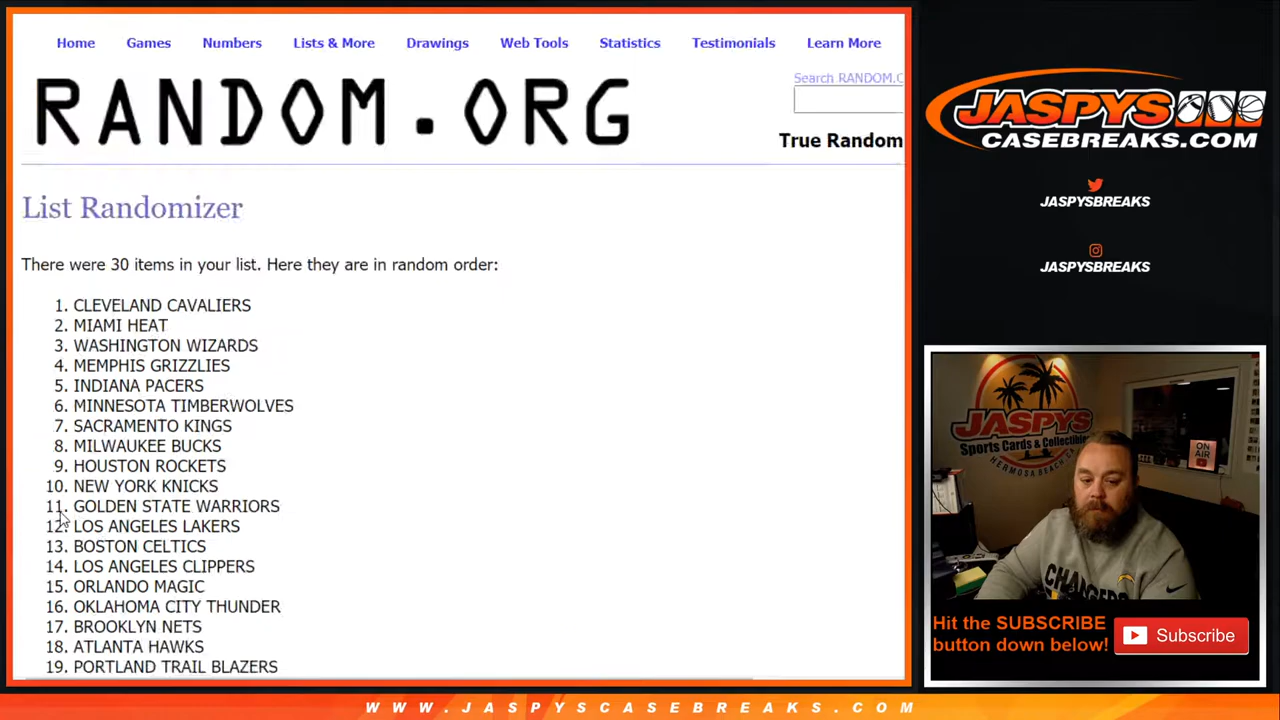 Home Games Numbers Lists & More Drawings Web Tools Statistics Testimonials Learn More
RANDOM.ORG
Search RANDOM.O
True Random
List Randomizer
There were 30 items in your list. Here they are in random order:
1. CLEVELAND CAVALIERS
2. MIAMI HEAT
3. WASHINGTON WIZARDS
4. MEMPHIS GRIZZLIES
5. INDIANA PACERS
6. MINNESOTA TIMBERWOLVES
7. SACRAMENTO KINGS
8. MILWAUKEE BUCKS
9. HOUSTON ROCKETS
10. NEW YORK KNICKS
11. GOLDEN STATE WARRIORS
12. LOS ANGELES LAKERS
13. BOSTON CELTICS
14. LOS ANGELES CLIPPERS
15. ORLANDO MAGIC
16. OKLAHOMA CITY THUNDER
17. BROOKLYN NETS
18. ATLANTA HAWKS
19. PORTLAND TRAIL BLAZERS
JASPYS
CASEBREAKS.COM
JASPYSBREAKS
JASPYSBREAKS
JASPYS
Sports Cards & Collectibles
HERMOSA BEACH CA
ON
AIR
CHARGERS
Hit the SUBSCRIBE
button down below!
Subscribe
WWW.JASPYSCASEBREAKS.COM